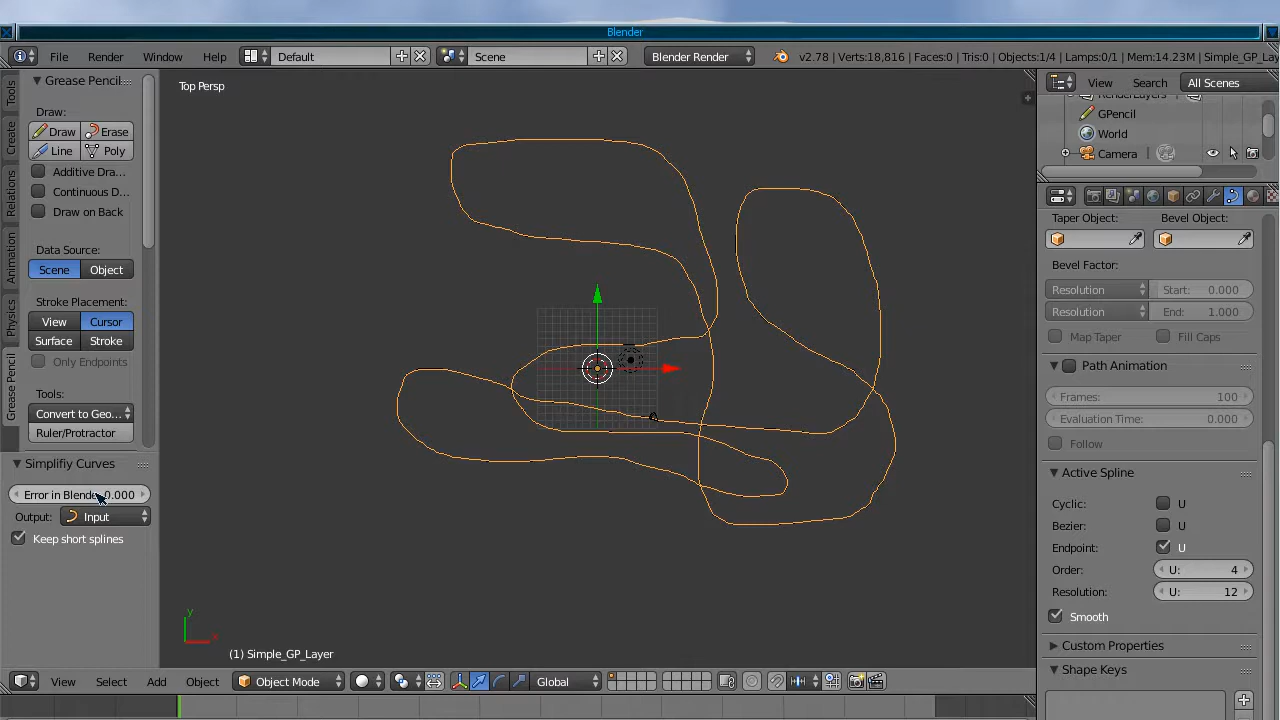 Blender
File Render Window Help Default Scene Blender Render v2.78 | Verts:18,816 | Faces:0 | Tris:0 | Objects:1/4 | Lamps:0/1 | Mem:14.23M | Simple_GP_Lay
Tools
Create
Relations
Animation
Physics
Grease Pencil
Grease Pencil
Draw:
Draw Erase
Line Poly
Additive Dra...
Continuous D...
Draw on Back
Data Source:
Scene Object
Stroke Placement:
View Cursor
Surface Stroke
Only Endpoints
Tools:
Convert to Geo...
Ruler/Protractor
Simplifiy Curves
Error in Blende 0.000
Output: Input
Keep short splines
Top Persp
y
x
(1) Simple_GP_Layer
View Select Add Object Object Mode Global
View Search All Scenes
RenderLayers
GPencil
World
Camera
Taper Object: Bevel Object:
Bevel Factor:
Resolution Start: 0.000
Resolution End: 1.000
Map Taper Fill Caps
Path Animation
Frames: 100
Evaluation Time: 0.000
Follow
Active Spline
Cyclic: U
Bezier: U
Endpoint: U
Order: U: 4
Resolution: U: 12
Smooth
Custom Properties
Shape Keys